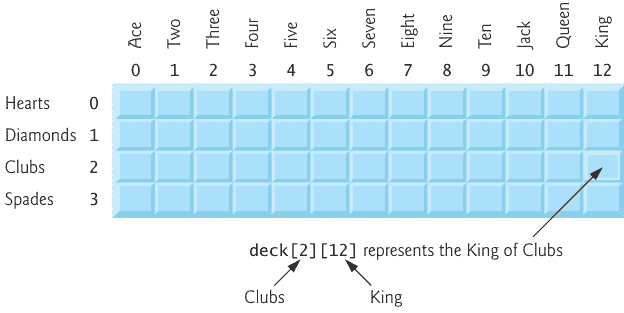 Ace Two Three Four Five Six Seven Eight Nine Ten Jack Queen King
0 1 2 3 4 5 6 7 8 9 10 11 12
Hearts 0
Diamonds 1
Clubs 2
Spades 3
deck[2][12] represents the King of Clubs
Clubs King